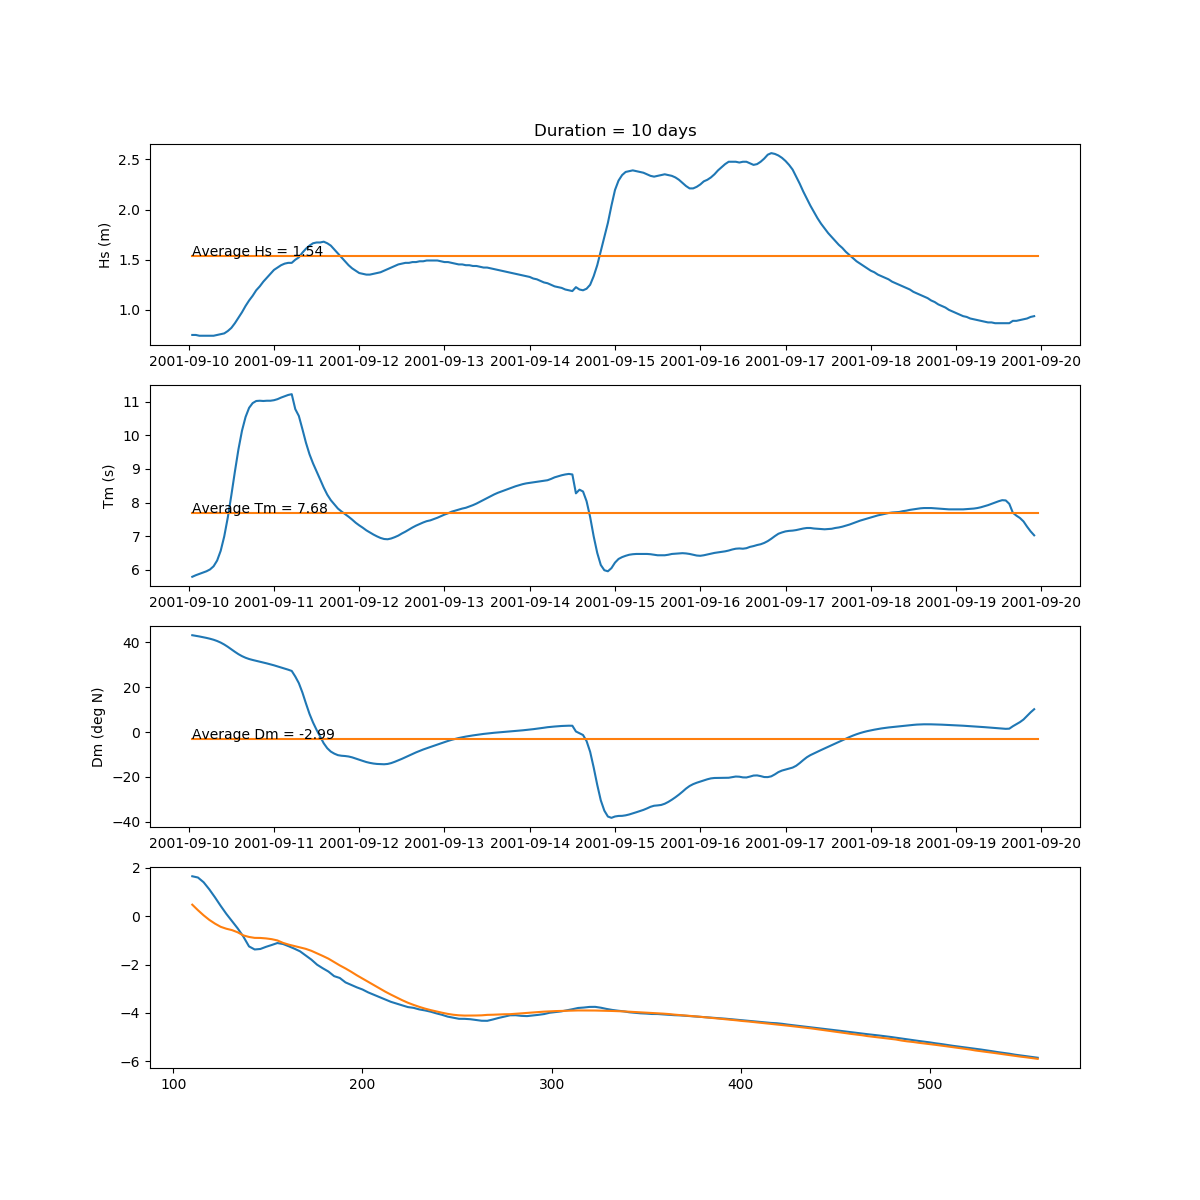 Duration = 10 days
Hs (m)
2.5
2.0
1.5
1.0
Average Hs = 1.54
2001-09-10 2001-09-11 2001-09-12 2001-09-13 2001-09-14 2001-09-15 2001-09-16 2001-09-17 2001-09-18 2001-09-19 2001-09-20
Tm (s)
11
10
9
8
7
6
Average Tm = 7.68
2001-09-10 2001-09-11 2001-09-12 2001-09-13 2001-09-14 2001-09-15 2001-09-16 2001-09-17 2001-09-18 2001-09-19 2001-09-20
Dm (deg N)
40
20
0
−20
−40
Average Dm = -2.99
2001-09-10 2001-09-11 2001-09-12 2001-09-13 2001-09-14 2001-09-15 2001-09-16 2001-09-17 2001-09-18 2001-09-19 2001-09-20
2
0
−2
−4
−6
100 200 300 400 500